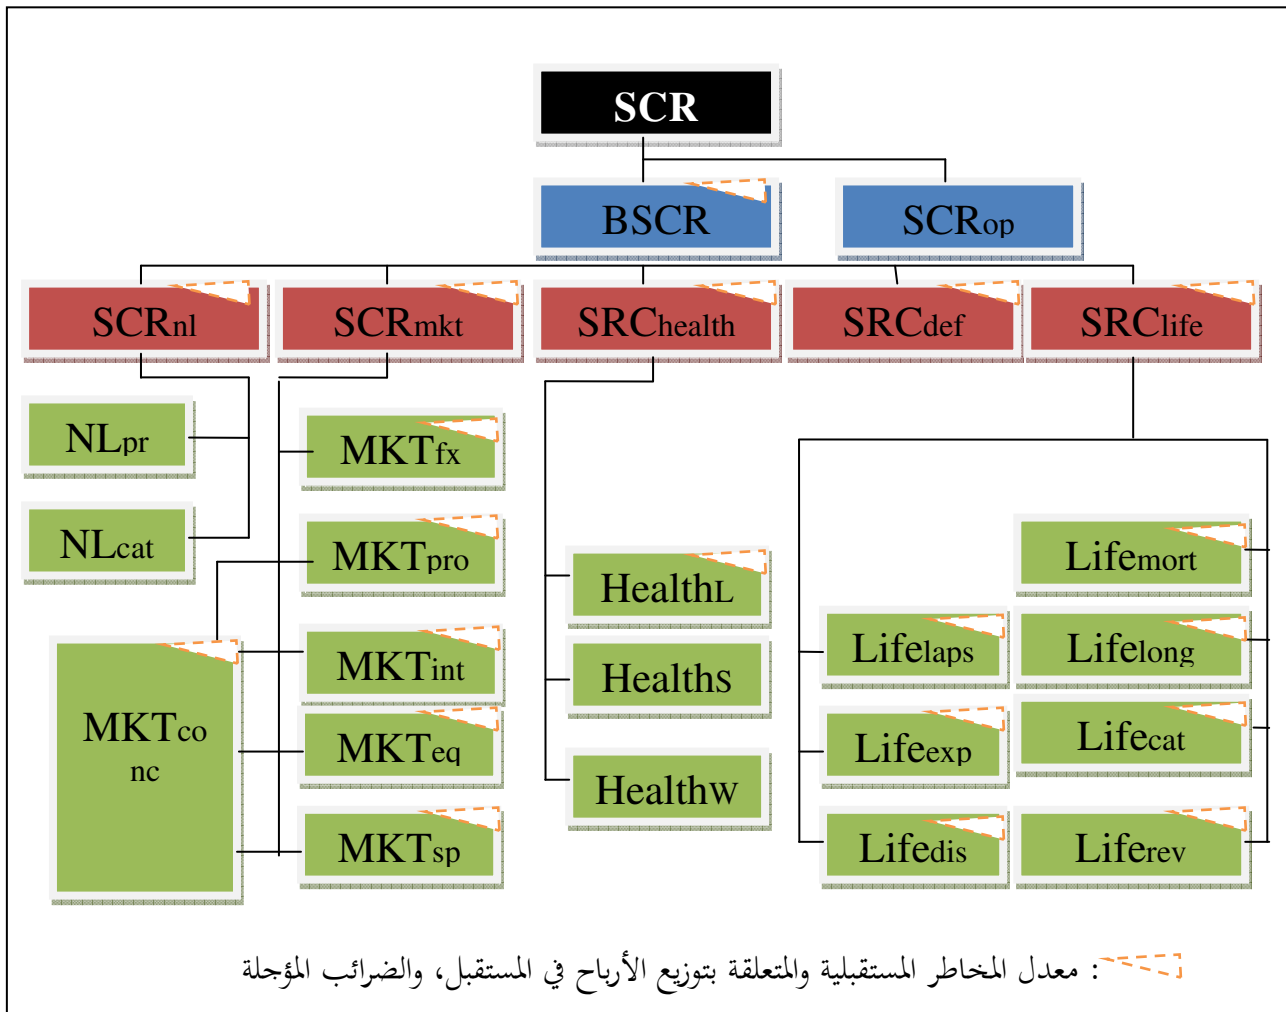 SCR
BSCR
SCRop
SCRnl
SCRmkt
SRChealth
SRCdef
SRClife
NLpr
NLcat
MKTfx
MKTpro
MKTint
MKTeq
MKTsp
MKTco
nc
HealthL
HealthS
Healthw
Lifemort
Lifelaps
Lifelong
Lifeexp
Lifecat
Lifedis
Liferev
: معدل المخاطر المستقبلية والمتعلقة بتوزيع الأرباح في المستقبل، والضرائب المؤجلة